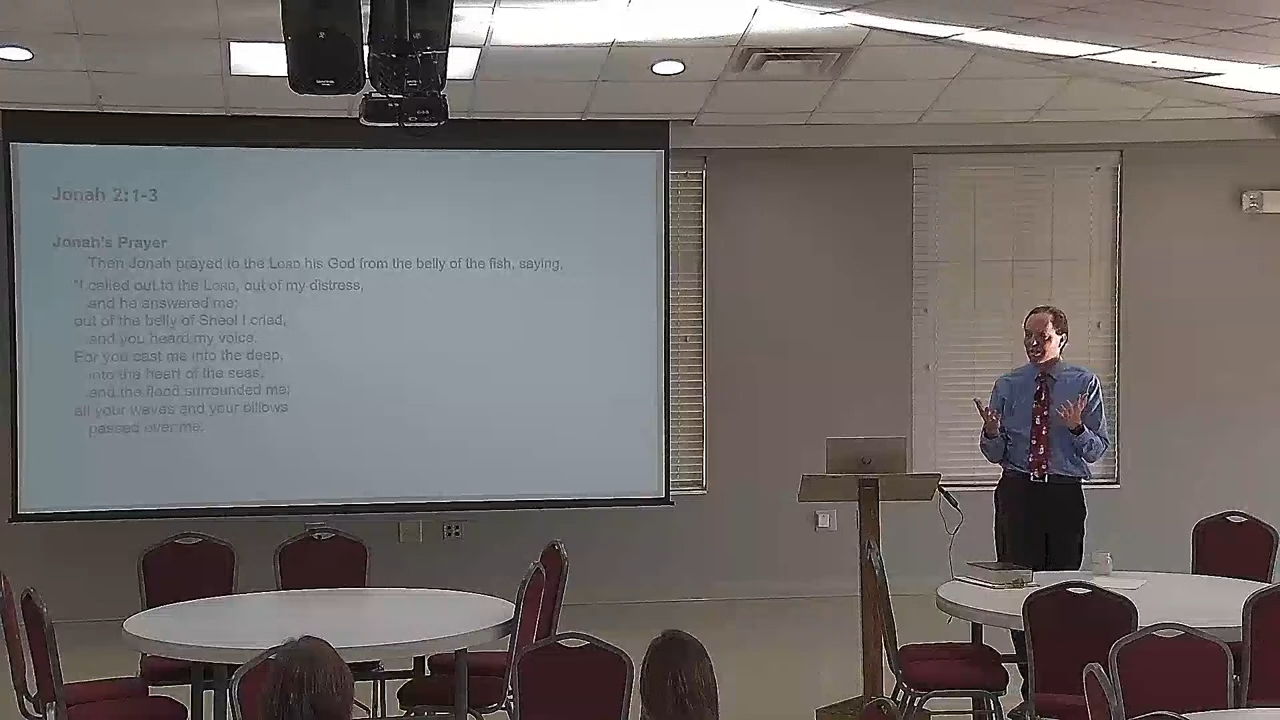 Jonah 2:1-3
Jonah's Prayer
Then Jonah prayed to the LORD his God from the belly of the fish, saying,
"I called out to the LORD, out of my distress,
and he answered me;
out of the belly of Sheol I cried,
and you heard my voice.
For you cast me into the deep,
into the heart of the seas,
and the flood surrounded me;
all your waves and your billows
passed over me.